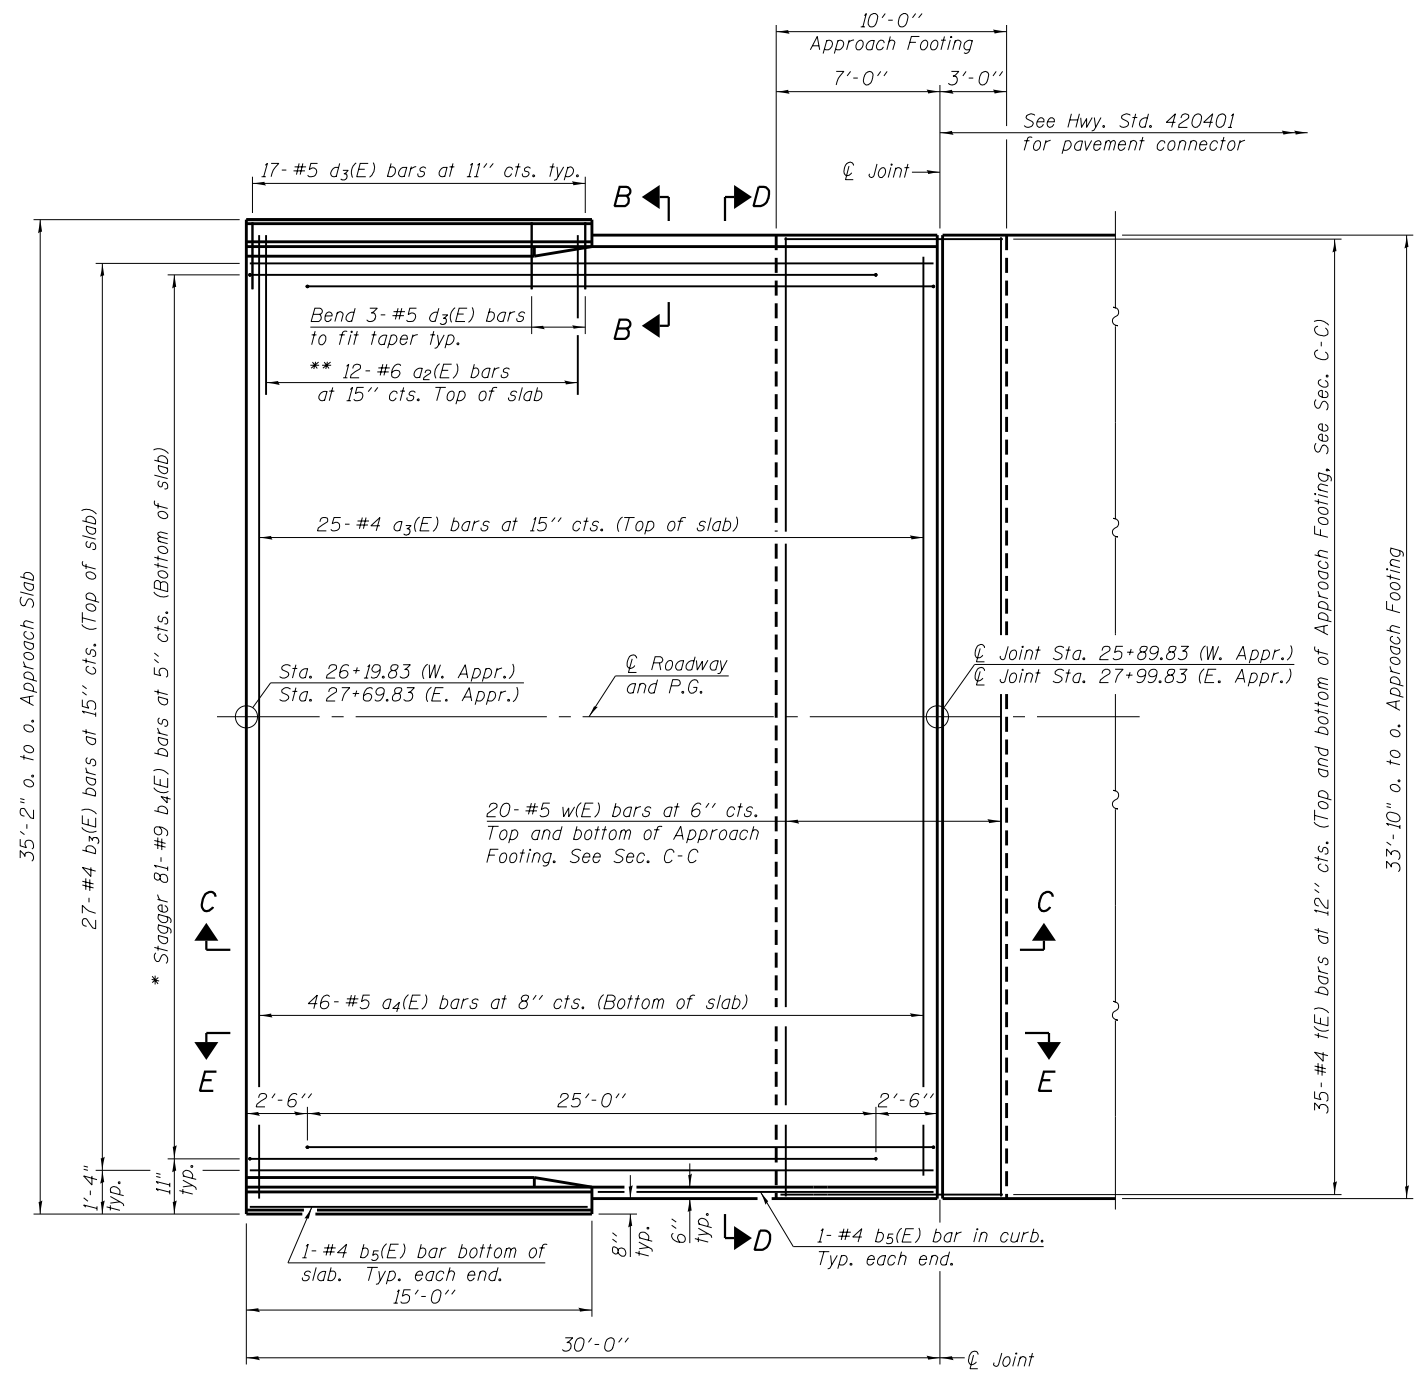 10'-0"
Approach Footing
7'-0"
3'-0"
See Hwy. Std. 420401
for pavement connector
℄ Joint
17-#5 d3(E) bars at 11" cts. typ.
B
D
Bend 3-#5 d3(E) bars
to fit taper typ.
B
** 12-#6 a2(E) bars
at 15" cts. Top of slab
25-#4 a3(E) bars at 15" cts. (Top of slab)
35'-2" o. to o. Approach Slab
27-#4 b3(E) bars at 15" cts. (Top of slab)
* Stagger 81-#9 b4(E) bars at 5" cts. (Bottom of slab)
Sta. 26+19.83 (W. Appr.)
Sta. 27+69.83 (E. Appr.)
℄ Roadway
and P.G.
℄ Joint Sta. 25+89.83 (W. Appr.)
℄ Joint Sta. 27+99.83 (E. Appr.)
35-#4 t(E) bars at 12" cts. (Top and bottom of Approach Footing, See Sec. C-C)
33'-10" o. to o. Approach Footing
20-#5 w(E) bars at 6" cts.
Top and bottom of Approach
Footing. See Sec. C-C
C
C
46-#5 a4(E) bars at 8" cts. (Bottom of slab)
E
E
2'-6"
25'-0"
2'-6"
1'-4"
typ.
11"
typ.
8"
typ.
6"
typ.
D
1-#4 b5(E) bar bottom of
slab. Typ. each end.
1-#4 b5(E) bar in curb.
Typ. each end.
15'-0"
30'-0"
℄ Joint